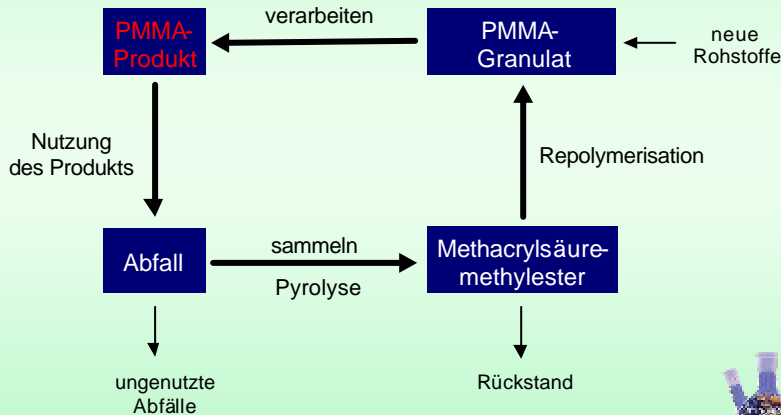 verarbeiten
PMMA-
Produkt
PMMA-
Granulat
neue
Rohstoffe
Nutzung
des Produkts
Repolymerisation
Abfall
sammeln
Pyrolyse
Methacrylsäure-
methylester
ungenutzte
Abfälle
Rückstand